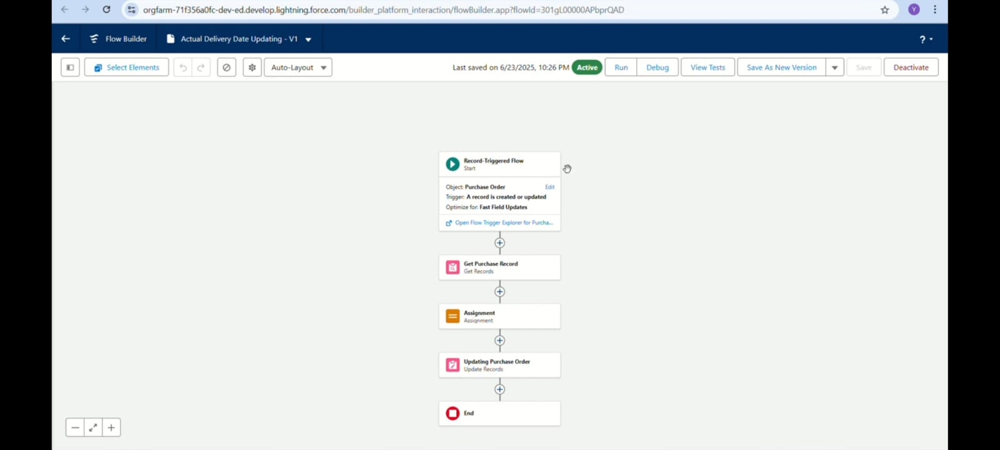 orgfarm-71f356a0fc-dev-ed.develop.lightning.force.com/builder_platform_interaction/flowBuilder.app?flowId=301gL00000APbprQAD
Y
Flow Builder
Actual Delivery Date Updating - V1
?
Select Elements
Auto-Layout
Last saved on 6/23/2025, 10:26 PM
Active
Run
Debug
View Tests
Save As New Version
Save
Deactivate
Record-Triggered Flow
Start
Object: Purchase Order
Edit
Trigger: A record is created or updated
Optimize for: Fast Field Updates
Open Flow Trigger Explorer for Purcha...
Get Purchase Record
Get Records
Assignment
Assignment
Updating Purchase Order
Update Records
End